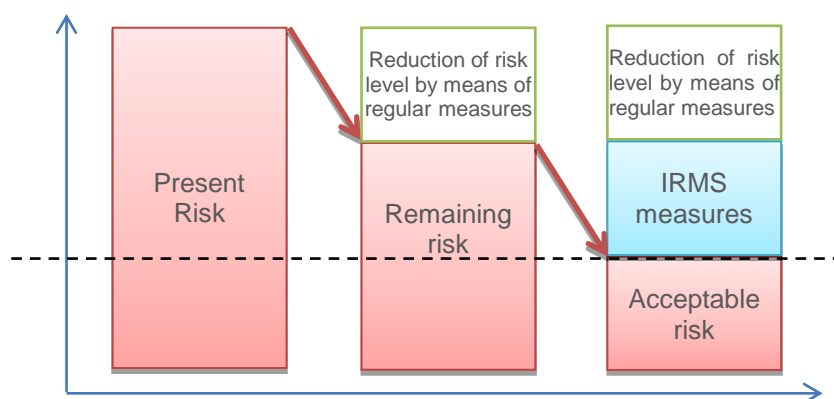 Present
Risk
Reduction of risk
level by means of
regular measures
Remaining
risk
Reduction of risk
level by means of
regular measures
IRMS
measures
Acceptable
risk